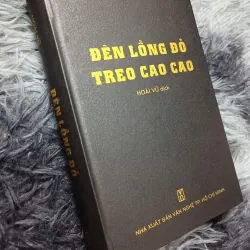 ĐÈN LỒNG ĐỎ
TREO CAO CAO
HOÀI VŨ dịch
NHÀ XUẤT BẢN VĂN NGHỆ TP. HỒ CHÍ MINH
ĐÈN LỒNG ĐỎ